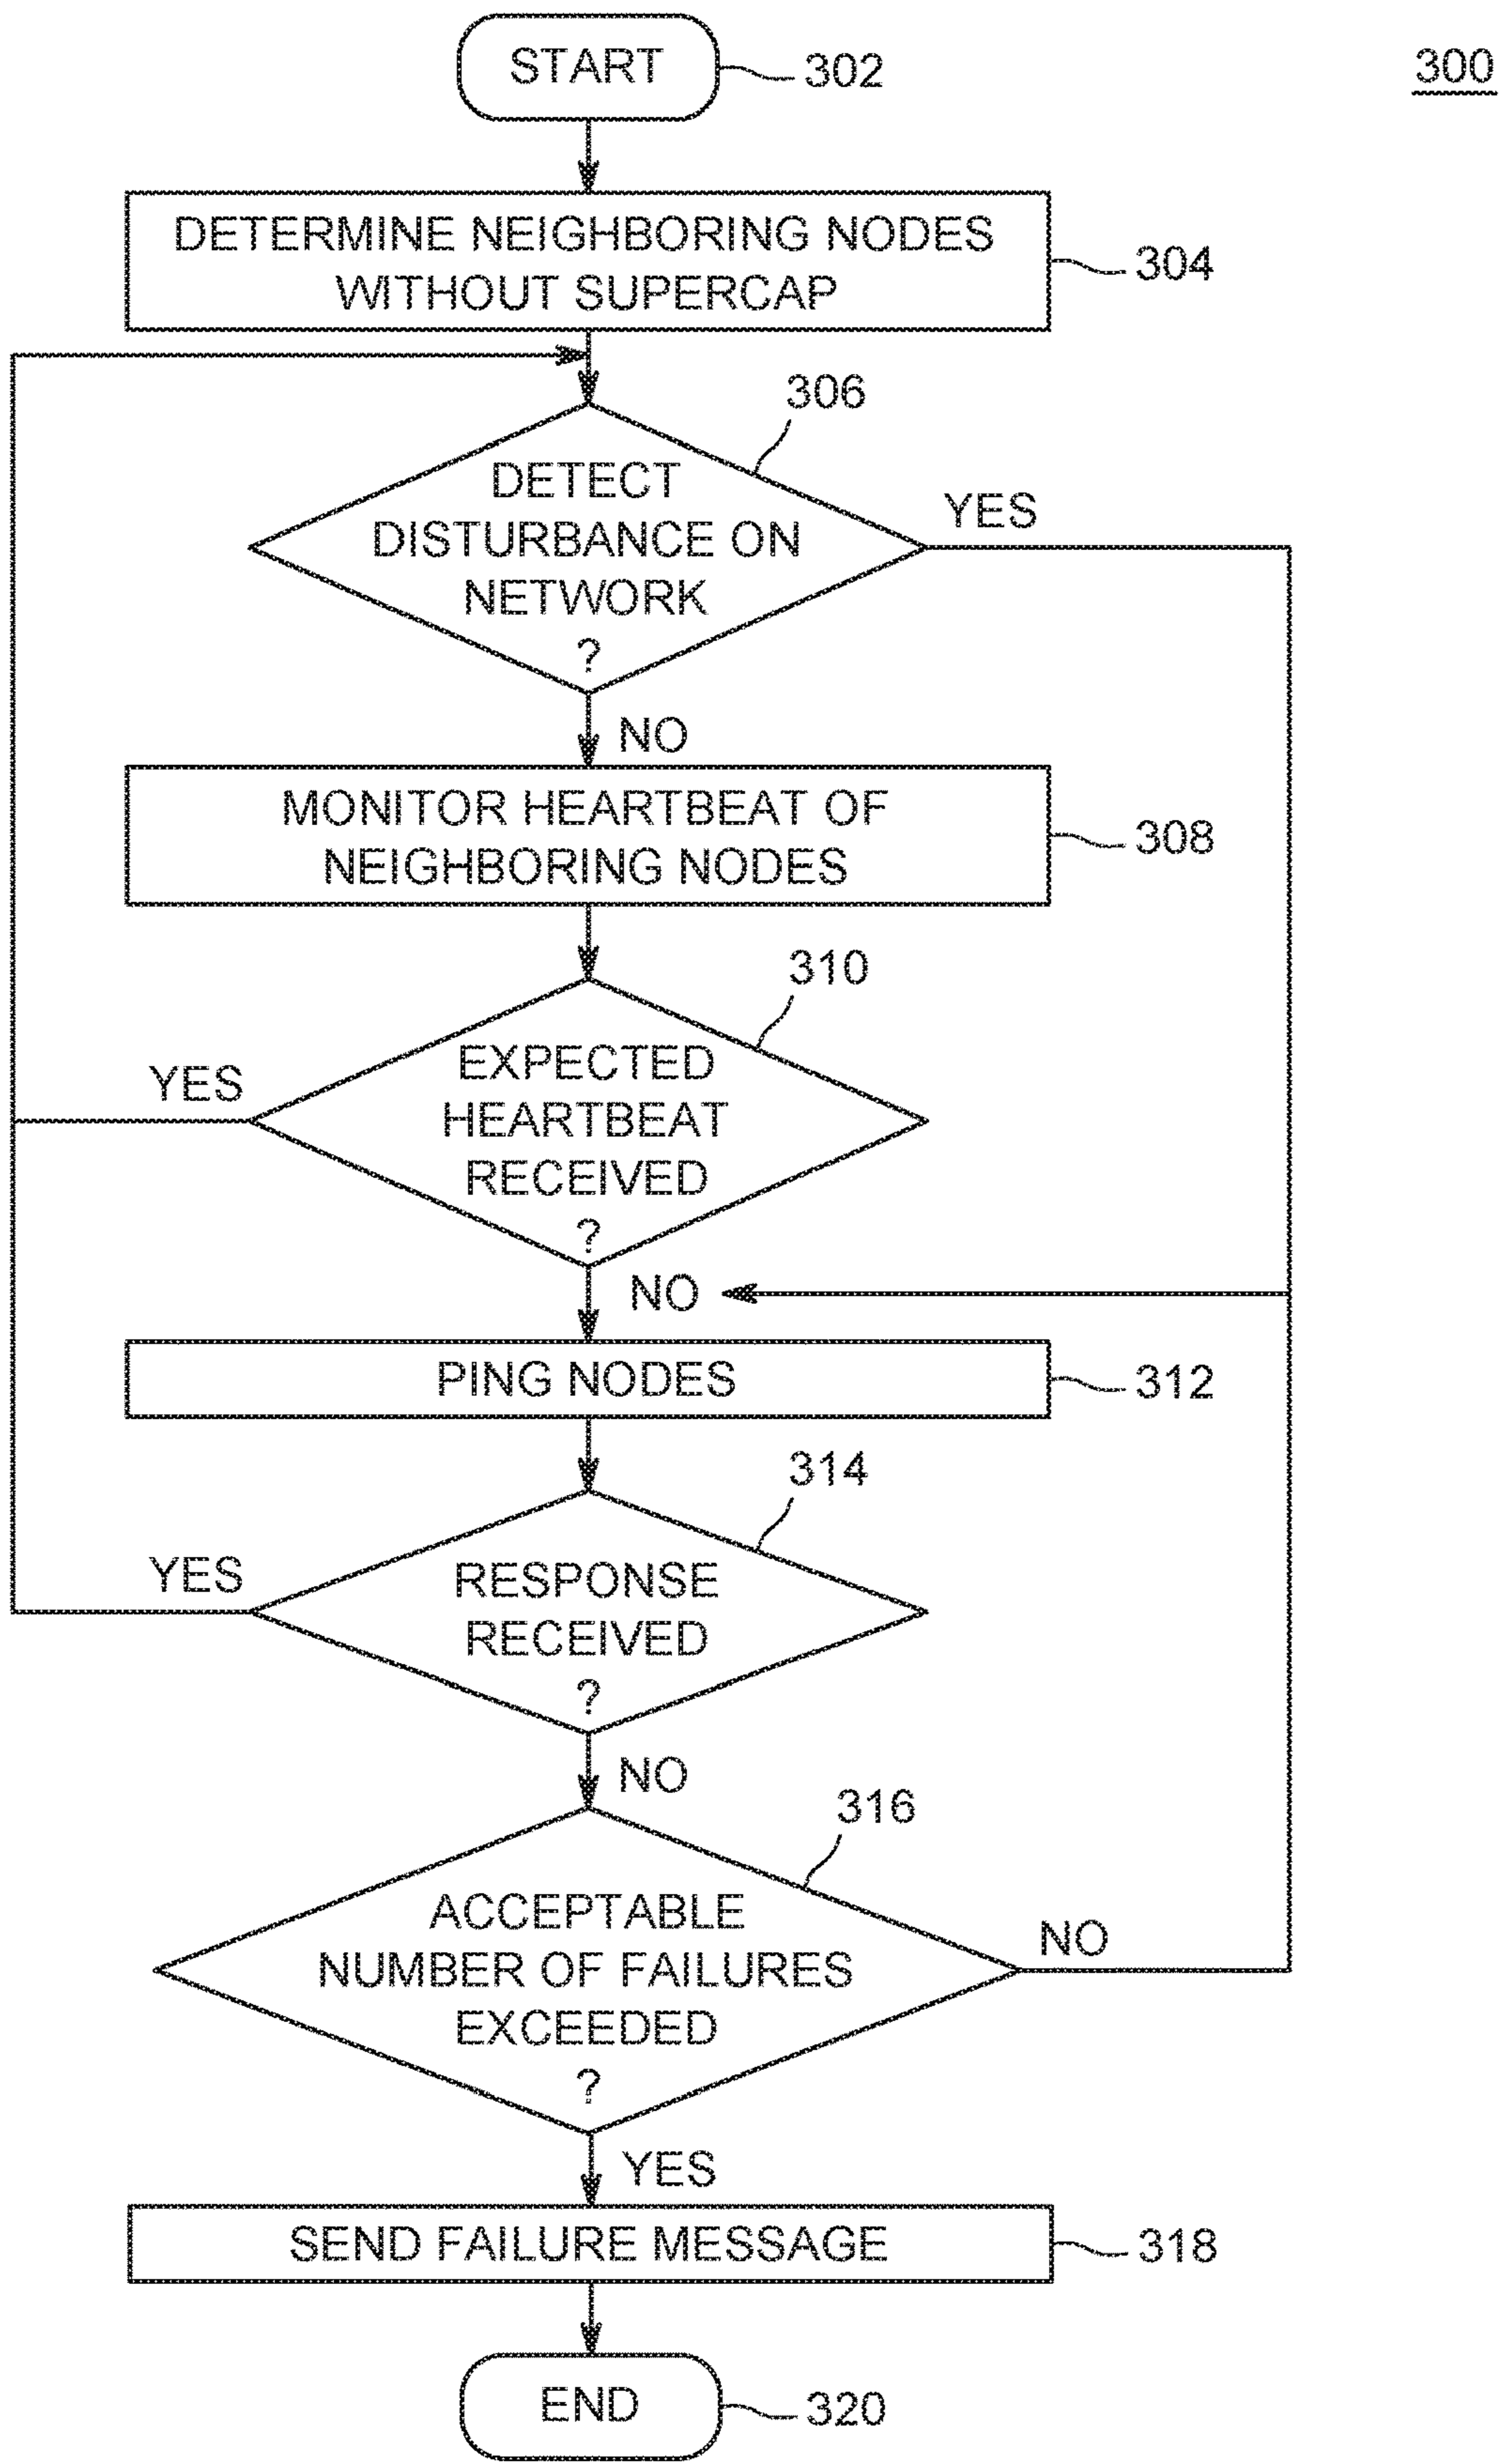 START
302
300
DETERMINE NEIGHBORING NODES
WITHOUT SUPERCAP
304
306
DETECT
DISTURBANCE ON
NETWORK
?
YES
NO
MONITOR HEARTBEAT OF
NEIGHBORING NODES
308
310
EXPECTED
HEARTBEAT
RECEIVED
?
YES
NO
PING NODES
312
314
RESPONSE
RECEIVED
?
YES
NO
316
ACCEPTABLE
NUMBER OF FAILURES
EXCEEDED
?
NO
YES
SEND FAILURE MESSAGE
318
END
320